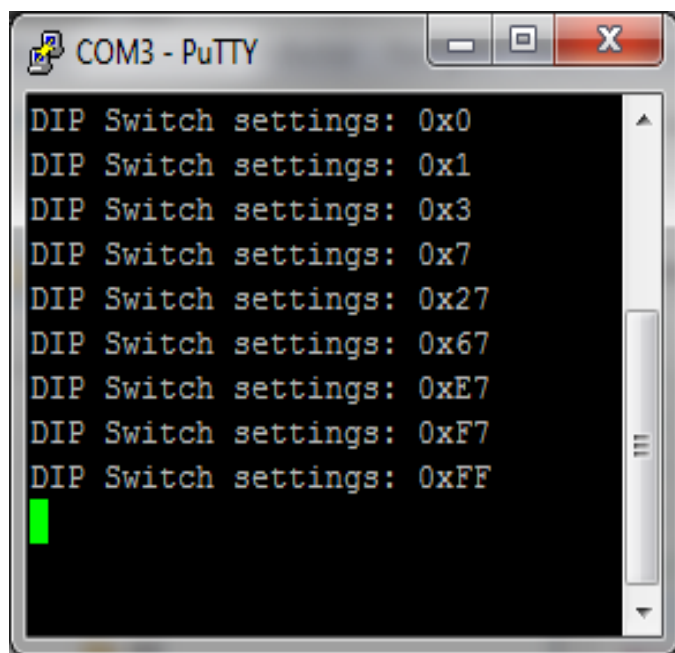 COM3 - PuTTY
DIP Switch settings: 0x0
DIP Switch settings: 0x1
DIP Switch settings: 0x3
DIP Switch settings: 0x7
DIP Switch settings: 0x27
DIP Switch settings: 0x67
DIP Switch settings: 0xE7
DIP Switch settings: 0xF7
DIP Switch settings: 0xFF